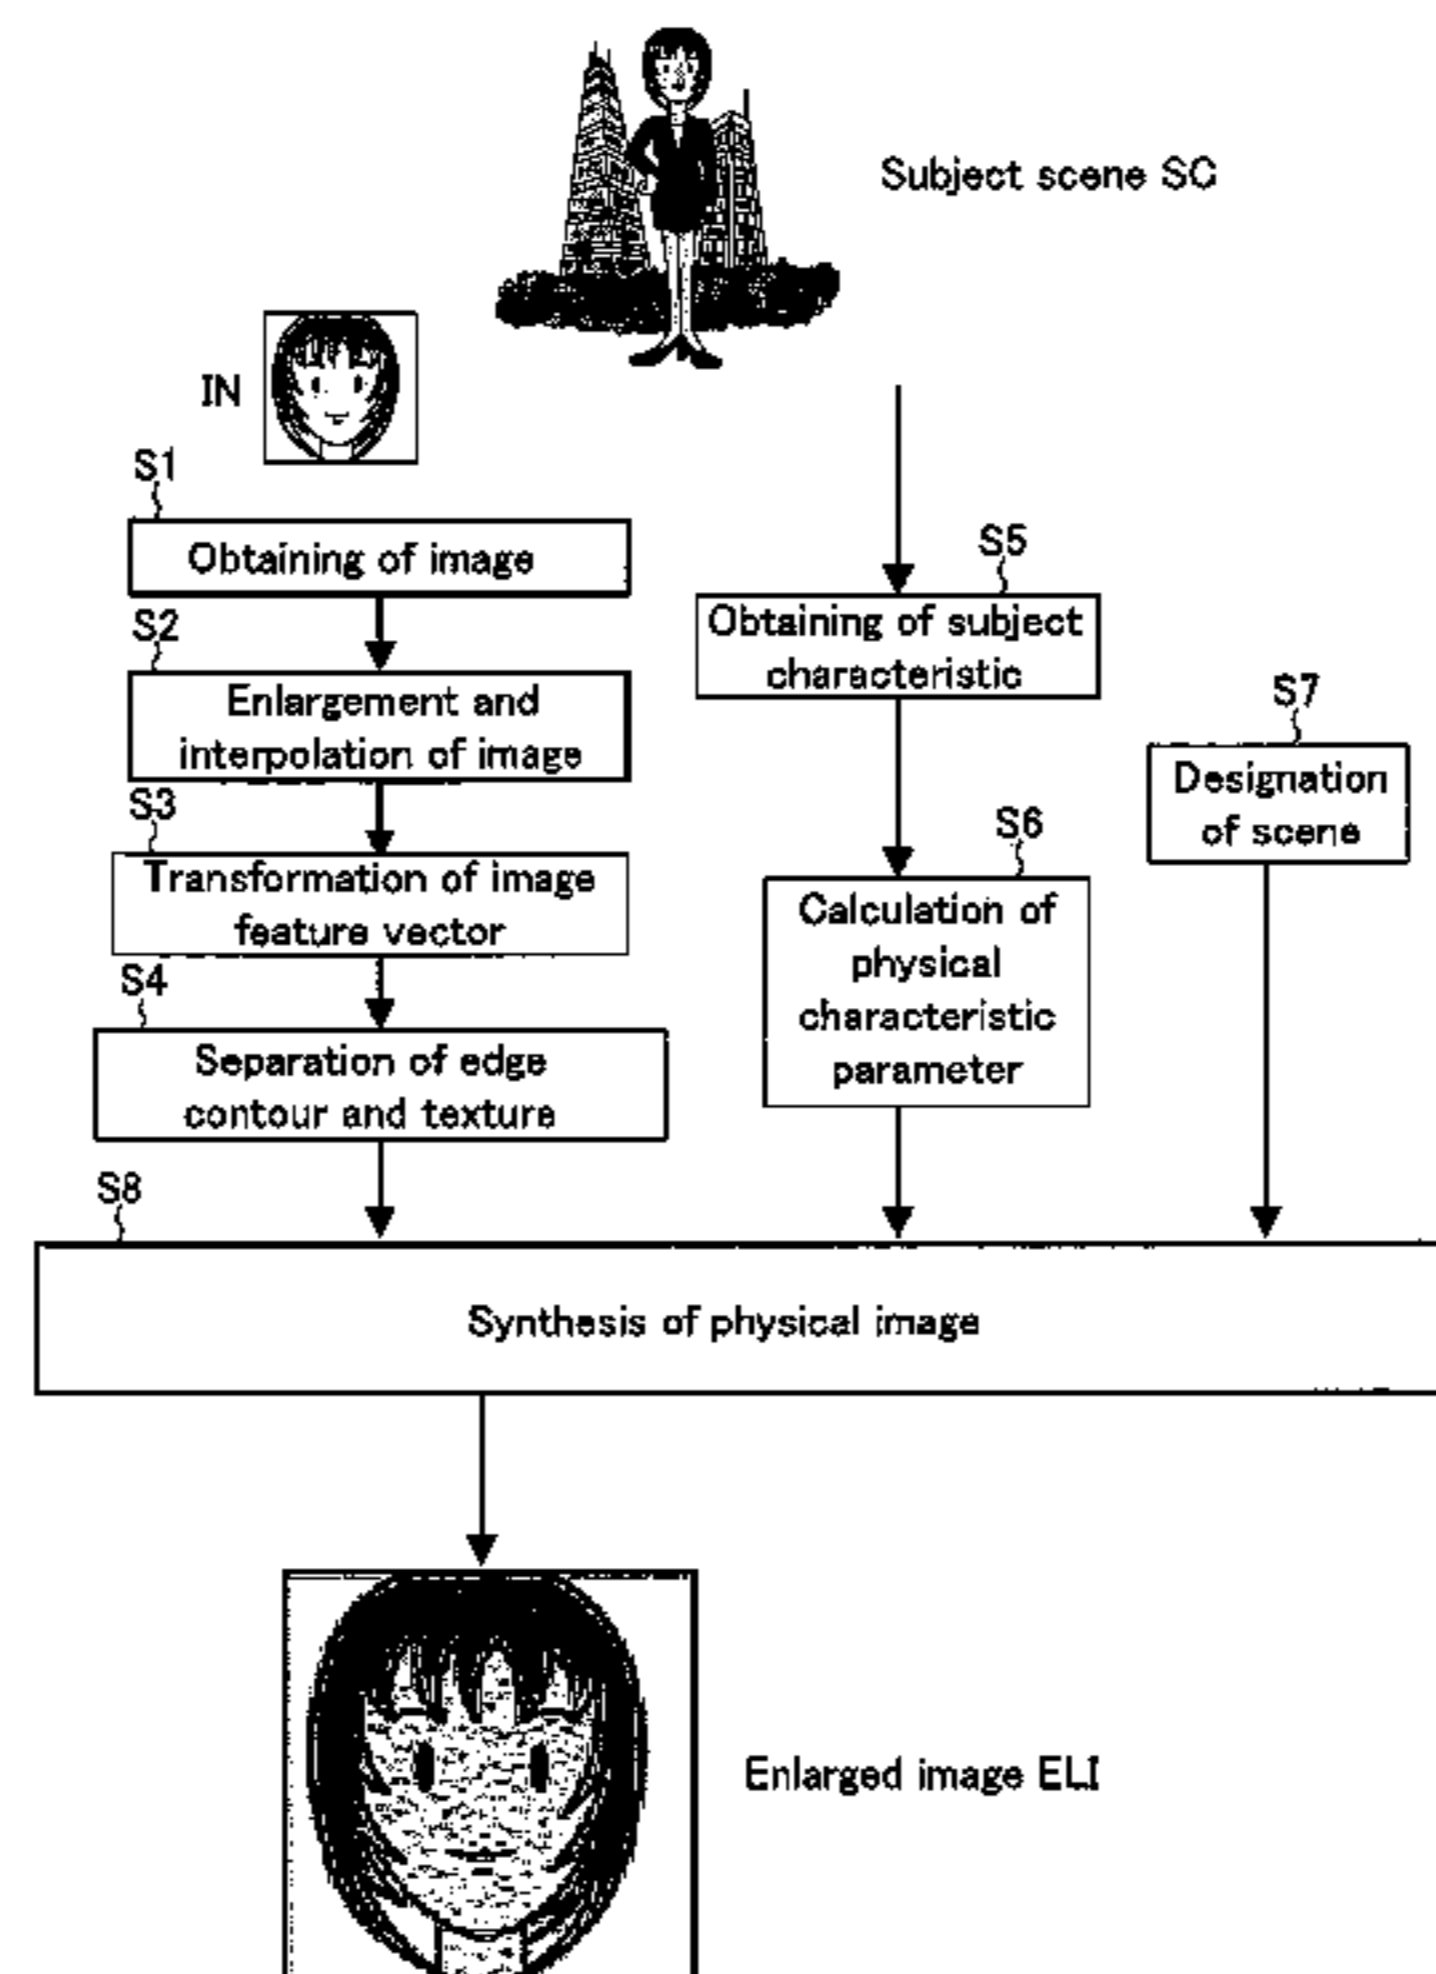 Subject scene SC
IN
S1
Obtaining of image
S2
Enlargement and
interpolation of image
S3
Transformation of image
feature vector
S4
Separation of edge
contour and texture
S5
Obtaining of subject
characteristic
S6
Calculation of
physical
characteristic
parameter
S7
Designation
of scene
S8
Synthesis of physical image
Enlarged image ELI